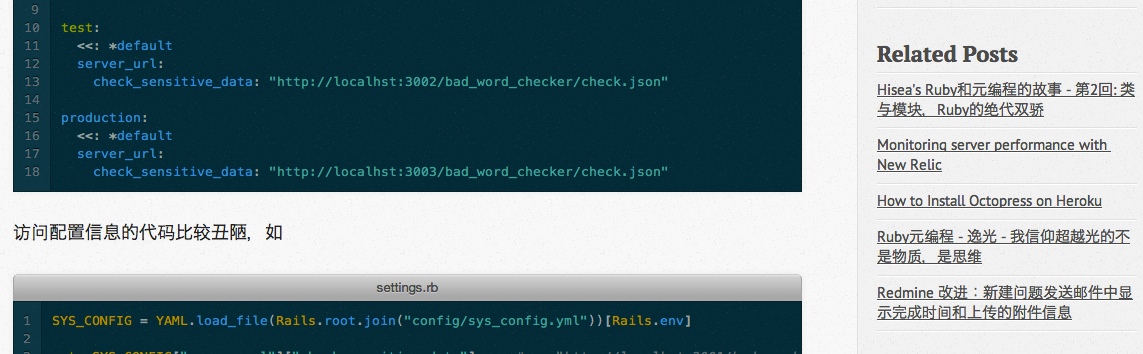 9
10 test:
11 <<: *default
12 server_url:
13 check_sensitive_data: "http://localhst:3002/bad_word_checker/check.json"
14
15 production:
16 <<: *default
17 server_url:
18 check_sensitive_data: "http://localhst:3003/bad_word_checker/check.json"
访问配置信息的代码比较丑陋，如
settings.rb
1 SYS_CONFIG = YAML.load_file(Rails.root.join("config/sys_config.yml"))[Rails.env]
2
Related Posts
Hisea's Ruby和元编程的故事 - 第2回: 类
与模块，Ruby的绝代双骄
Monitoring server performance with
New Relic
How to Install Octopress on Heroku
Ruby元编程 - 逸光 - 我信仰超越光的不
是物质，是思维
Redmine 改进：新建问题发送邮件中显
示完成时间和上传的附件信息